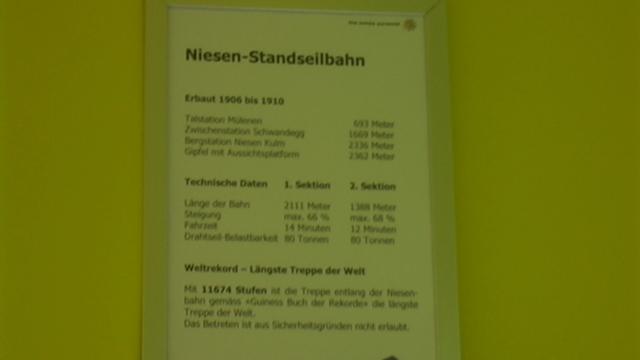 the swiss pyramid
Niesen-Standseilbahn
Erbaut 1906 bis 1910
Talstation Mülenen 693 Meter
Zwischenstation Schwandegg 1669 Meter
Bergstation Niesen Kulm 2336 Meter
Gipfel mit Aussichtsplatform 2362 Meter
Technische Daten 1. Sektion 2. Sektion
Länge der Bahn 2111 Meter 1388 Meter
Steigung max. 66 % max. 68 %
Fahrzeit 14 Minuten 12 Minuten
Drahtseil-Belastbarkeit 80 Tonnen 80 Tonnen
Weltrekord – Längste Treppe der Welt
Mit 11674 Stufen ist die Treppe entlang der Niesen-
bahn gemäss «Guiness Buch der Rekorde» die längste
Treppe der Welt.
Das Betreten ist aus Sicherheitsgründen nicht erlaubt.